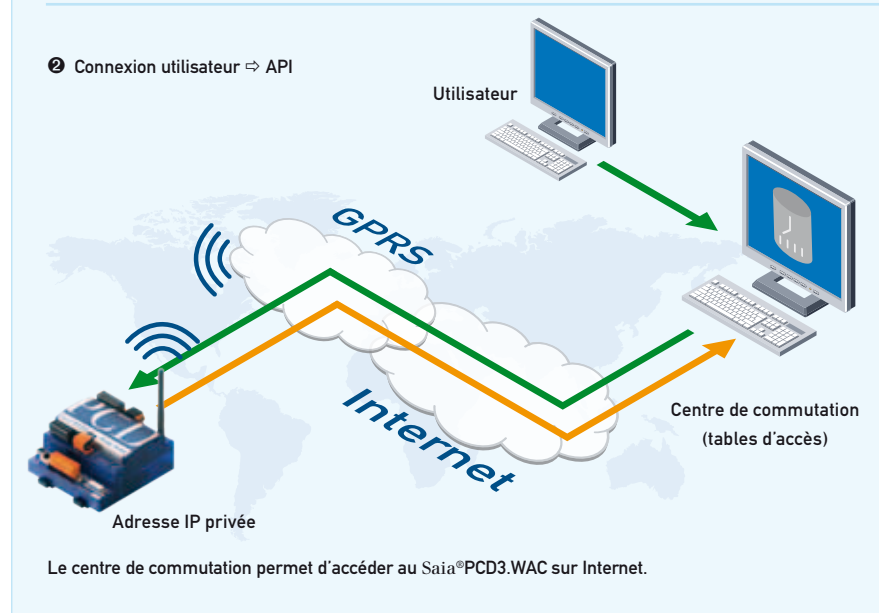 ❷ Connexion utilisateur ⇨ API
Utilisateur
GPRS
Internet
Centre de commutation
(tables d'accès)
PCD
Adresse IP privée
Le centre de commutation permet d'accéder au Saia®PCD3.WAC sur Internet.